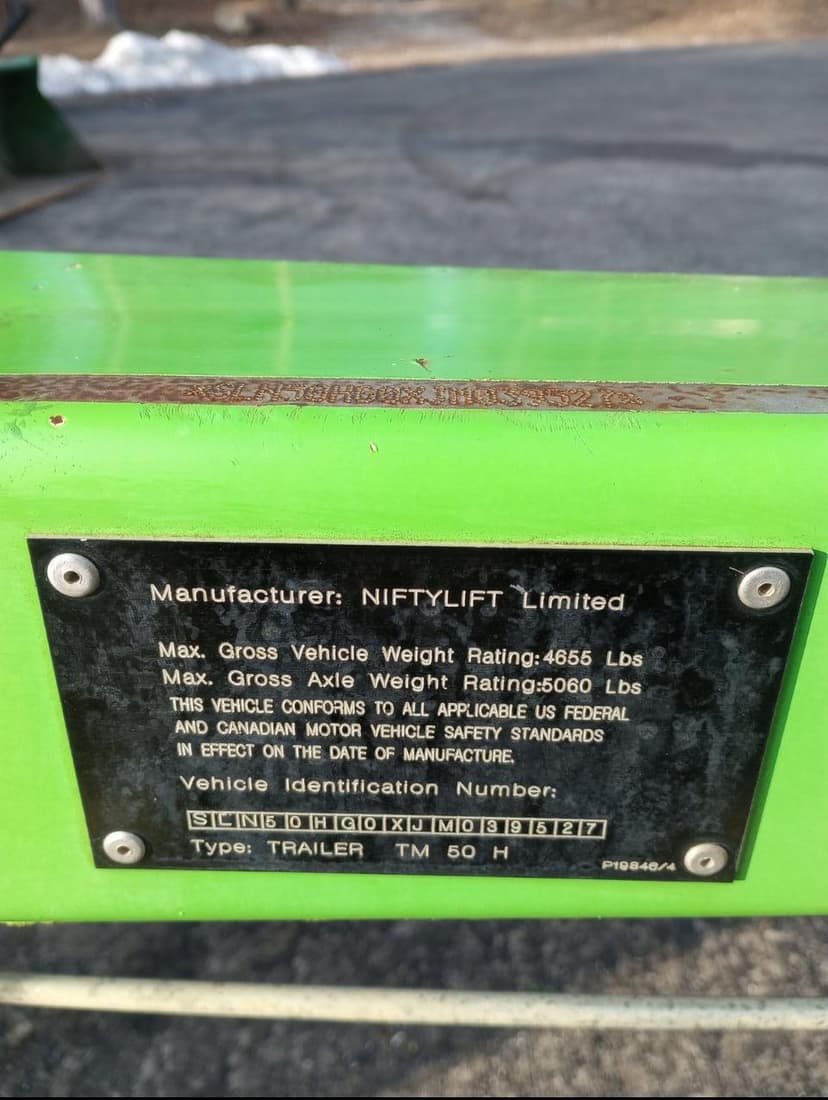 Manufacturer: NIFTYLIFT Limited
Max. Gross Vehicle Weight Rating: 4655 Lbs
Max. Gross Axle Weight Rating:5060 Lbs
THIS VEHICLE CONFORMS TO ALL APPLICABLE US FEDERAL
AND CANADIAN MOTOR VEHICLE SAFETY STANDARDS
IN EFFECT ON THE DATE OF MANUFACTURE.
Vehicle Identification Number:
SLN50HG0XJM039527
Type: TRAILER TM 50 H
P19846/4